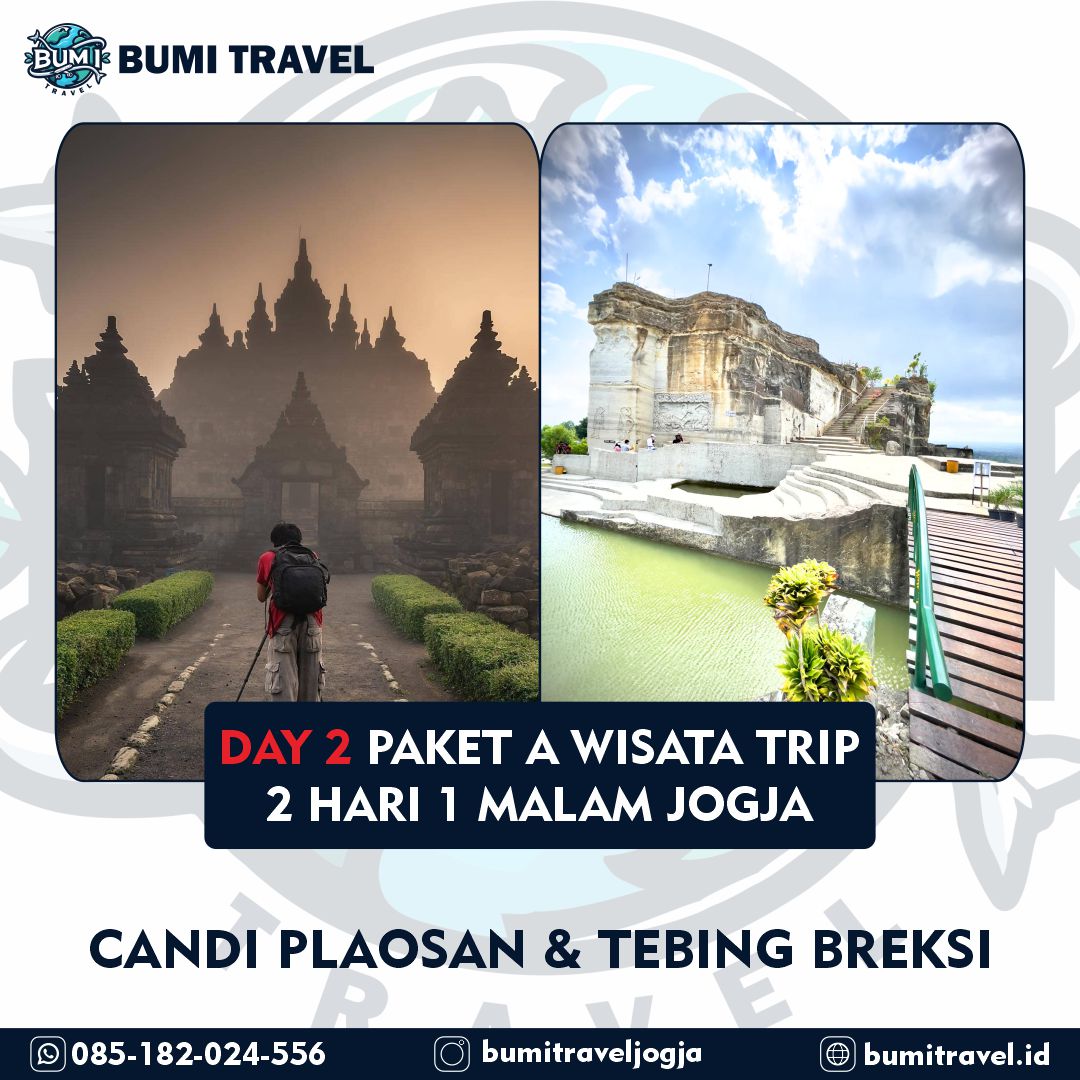 BUMI
TRAVEL
BUMI TRAVEL
DAY 2 PAKET A WISATA TRIP
2 HARI 1 MALAM JOGJA
CANDI PLAOSAN & TEBING BREKSI
TRAVEL
085-182-024-556
bumitraveljogja
bumitravel.id